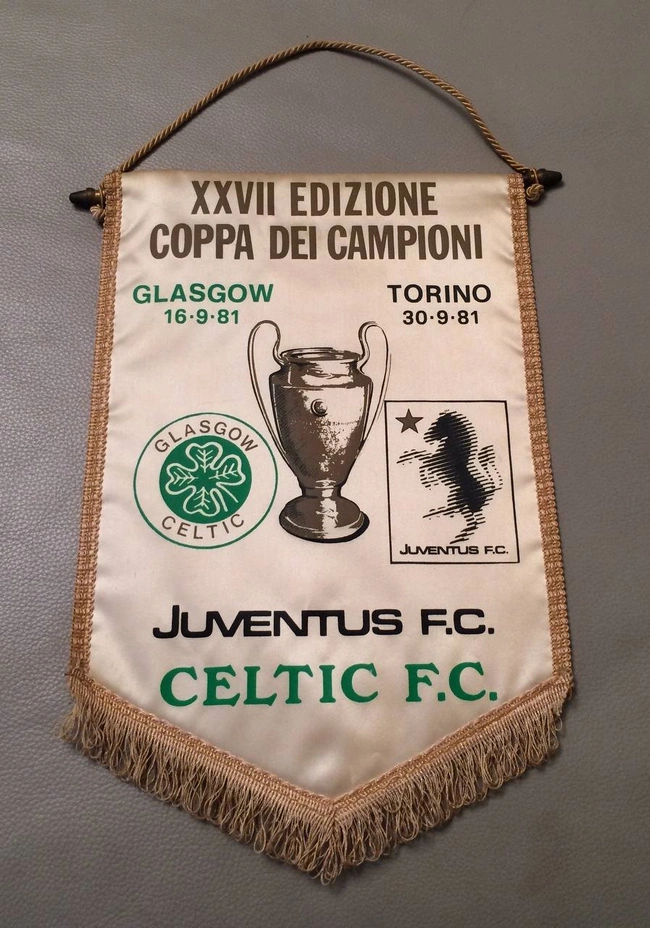 XXVII EDIZIONE
COPPA DEI CAMPIONI
GLASGOW
16·9·81
TORINO
30·9·81
GLASGOW
CELTIC
JUVENTUS F.C.
JUVENTUS F.C.
CELTIC F.C.